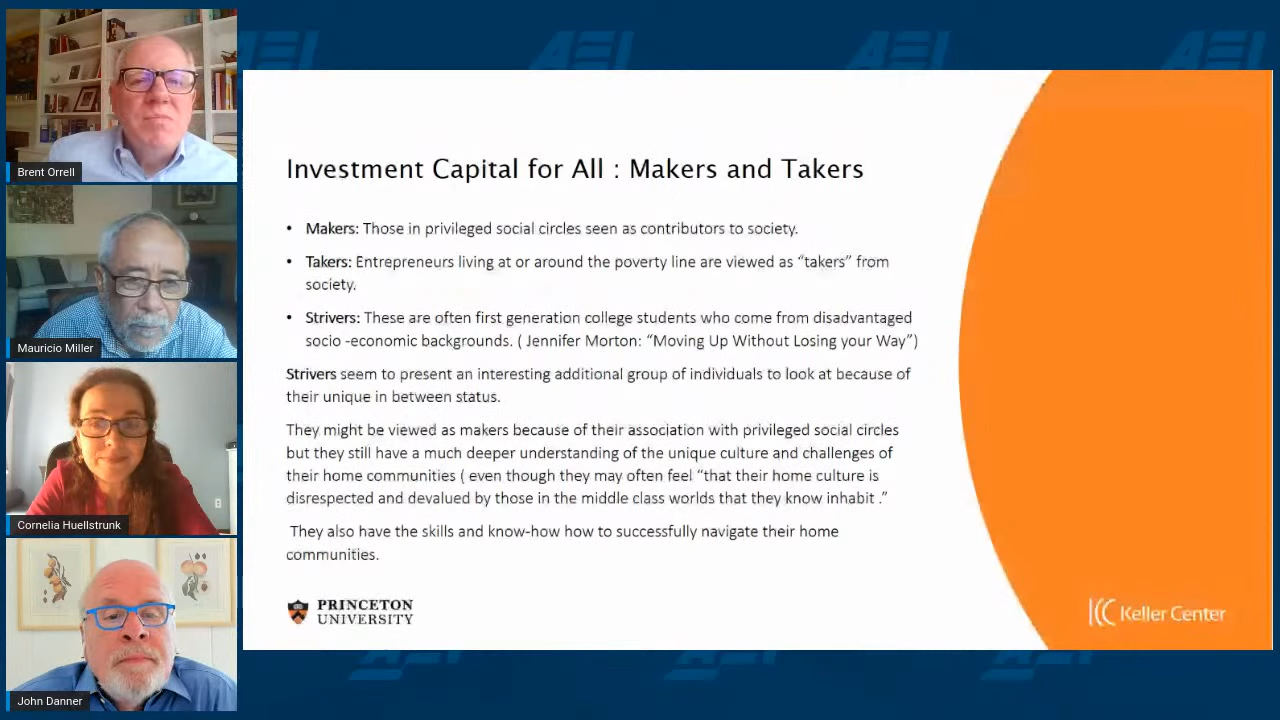 AEI AEI AEI AEI
Brent Orrell
Mauricio Miller
Cornelia Huellstrunk
John Danner
Investment Capital for All : Makers and Takers
• Makers: Those in privileged social circles seen as contributors to society.
• Takers: Entrepreneurs living at or around the poverty line are viewed as “takers” from
society.
• Strivers: These are often first generation college students who come from disadvantaged
socio -economic backgrounds. ( Jennifer Morton: “Moving Up Without Losing your Way”)
Strivers seem to present an interesting additional group of individuals to look at because of
their unique in between status.
They might be viewed as makers because of their association with privileged social circles
but they still have a much deeper understanding of the unique culture and challenges of
their home communities ( even though they may often feel “that their home culture is
disrespected and devalued by those in the middle class worlds that they know inhabit .”
They also have the skills and know-how how to successfully navigate their home
communities.
PRINCETON
UNIVERSITY
Keller Center
AEI AEI AEI